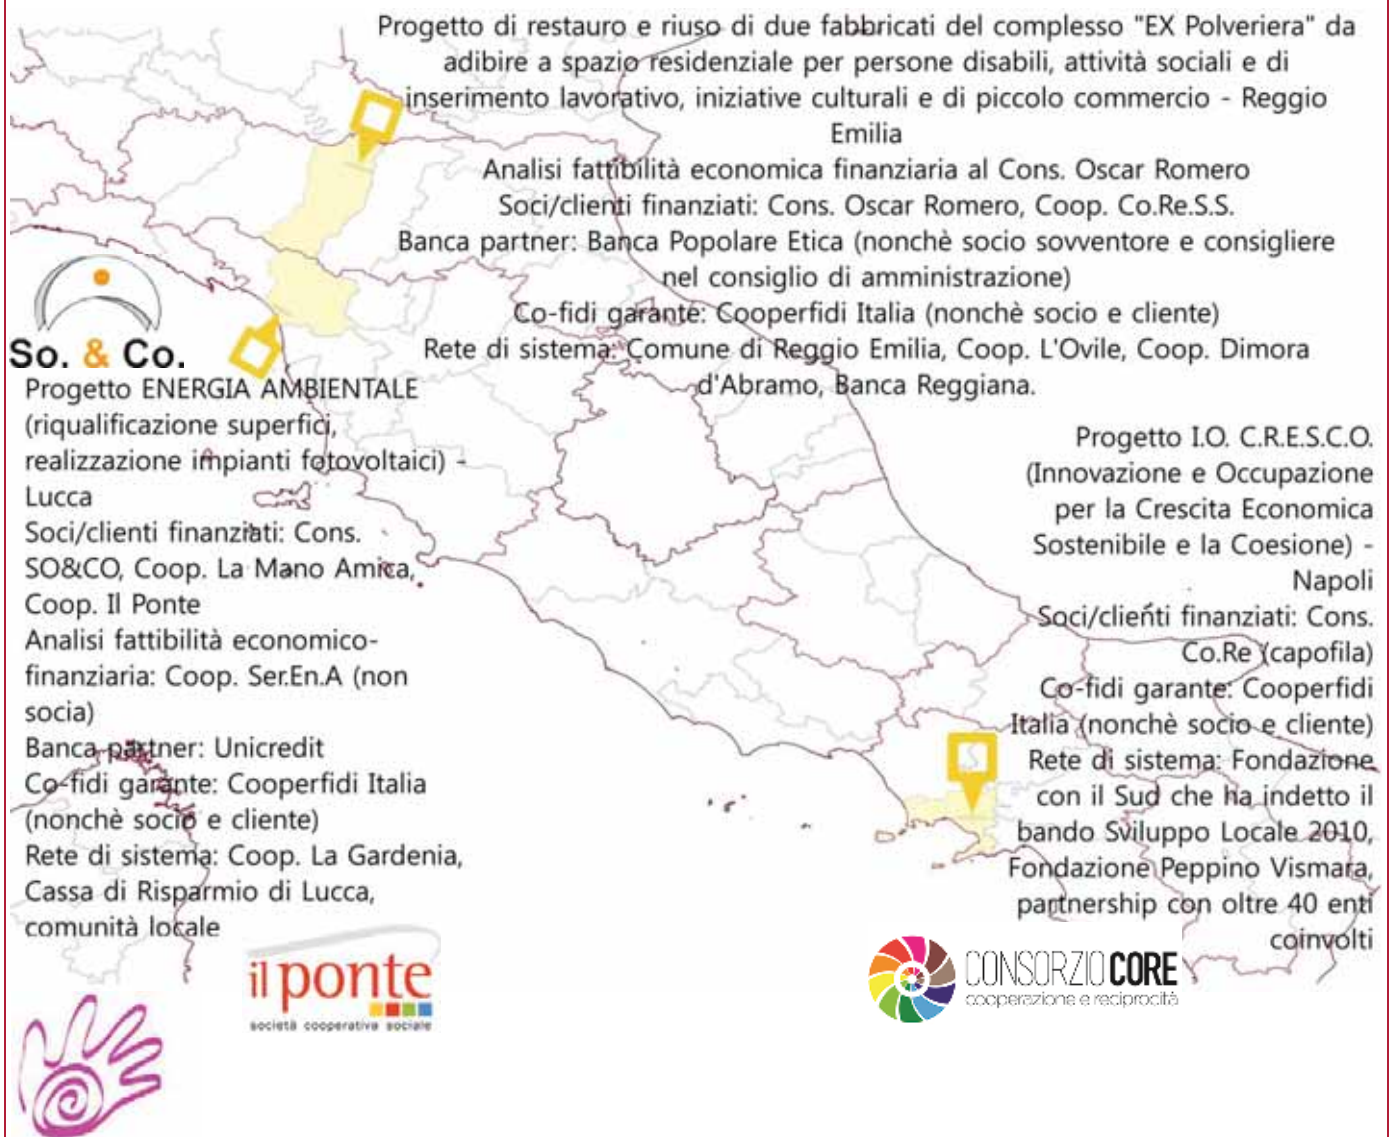 Progetto di restauro e riuso di due fabbricati del complesso "EX Polveriera" da
adibire a spazio residenziale per persone disabili, attività sociali e di
inserimento lavorativo, iniziative culturali e di piccolo commercio - Reggio
Emilia
Analisi fattibilità economica finanziaria al Cons. Oscar Romero
Soci/clienti finanziati: Cons. Oscar Romero, Coop. Co.Re.S.S.
Banca partner: Banca Popolare Etica (nonchè socio sovventore e consigliere
nel consiglio di amministrazione)
Co-fidi garante: Cooperfidi Italia (nonchè socio e cliente)
Rete di sistema: Comune di Reggio Emilia, Coop. L'Ovile, Coop. Dimora
d'Abramo, Banca Reggiana.
So. & Co.
Progetto ENERGIA AMBIENTALE
(riqualificazione superfici,
realizzazione impianti fotovoltaici) -
Lucca
Soci/clienti finanziati: Cons.
SO&CO, Coop. La Mano Amica,
Coop. Il Ponte
Analisi fattibilità economico-
finanziaria: Coop. Ser.En.A (non
socia)
Banca partner: Unicredit
Co-fidi garante: Cooperfidi Italia
(nonchè socio e cliente)
Rete di sistema: Coop. La Gardenia,
Cassa di Risparmio di Lucca,
comunità locale
Progetto I.O. C.R.E.S.C.O.
(Innovazione e Occupazione
per la Crescita Economica
Sostenibile e la Coesione) -
Napoli
Soci/clienti finanziati: Cons.
Co.Re (capofila)
Co-fidi garante: Cooperfidi
Italia (nonchè socio e cliente)
Rete di sistema: Fondazione
con il Sud che ha indetto il
bando Sviluppo Locale 2010,
Fondazione Peppino Vismara,
partnership con oltre 40 enti
coinvolti
il ponte
società cooperativa sociale
CONSORZIO CORE
cooperazione e reciprocità